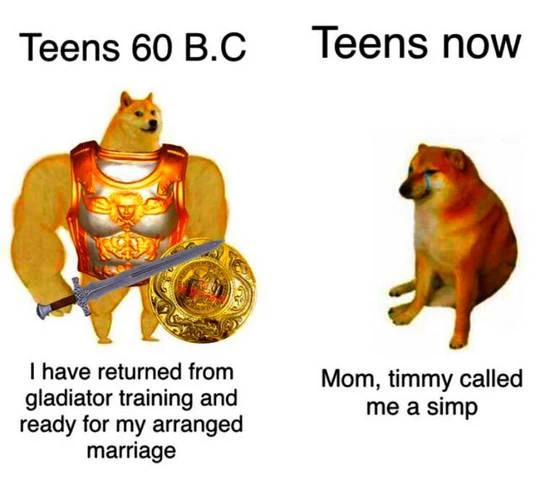 Teens 60 B.C
Teens now
I have returned from
gladiator training and
ready for my arranged
marriage
Mom, timmy called
me a simp